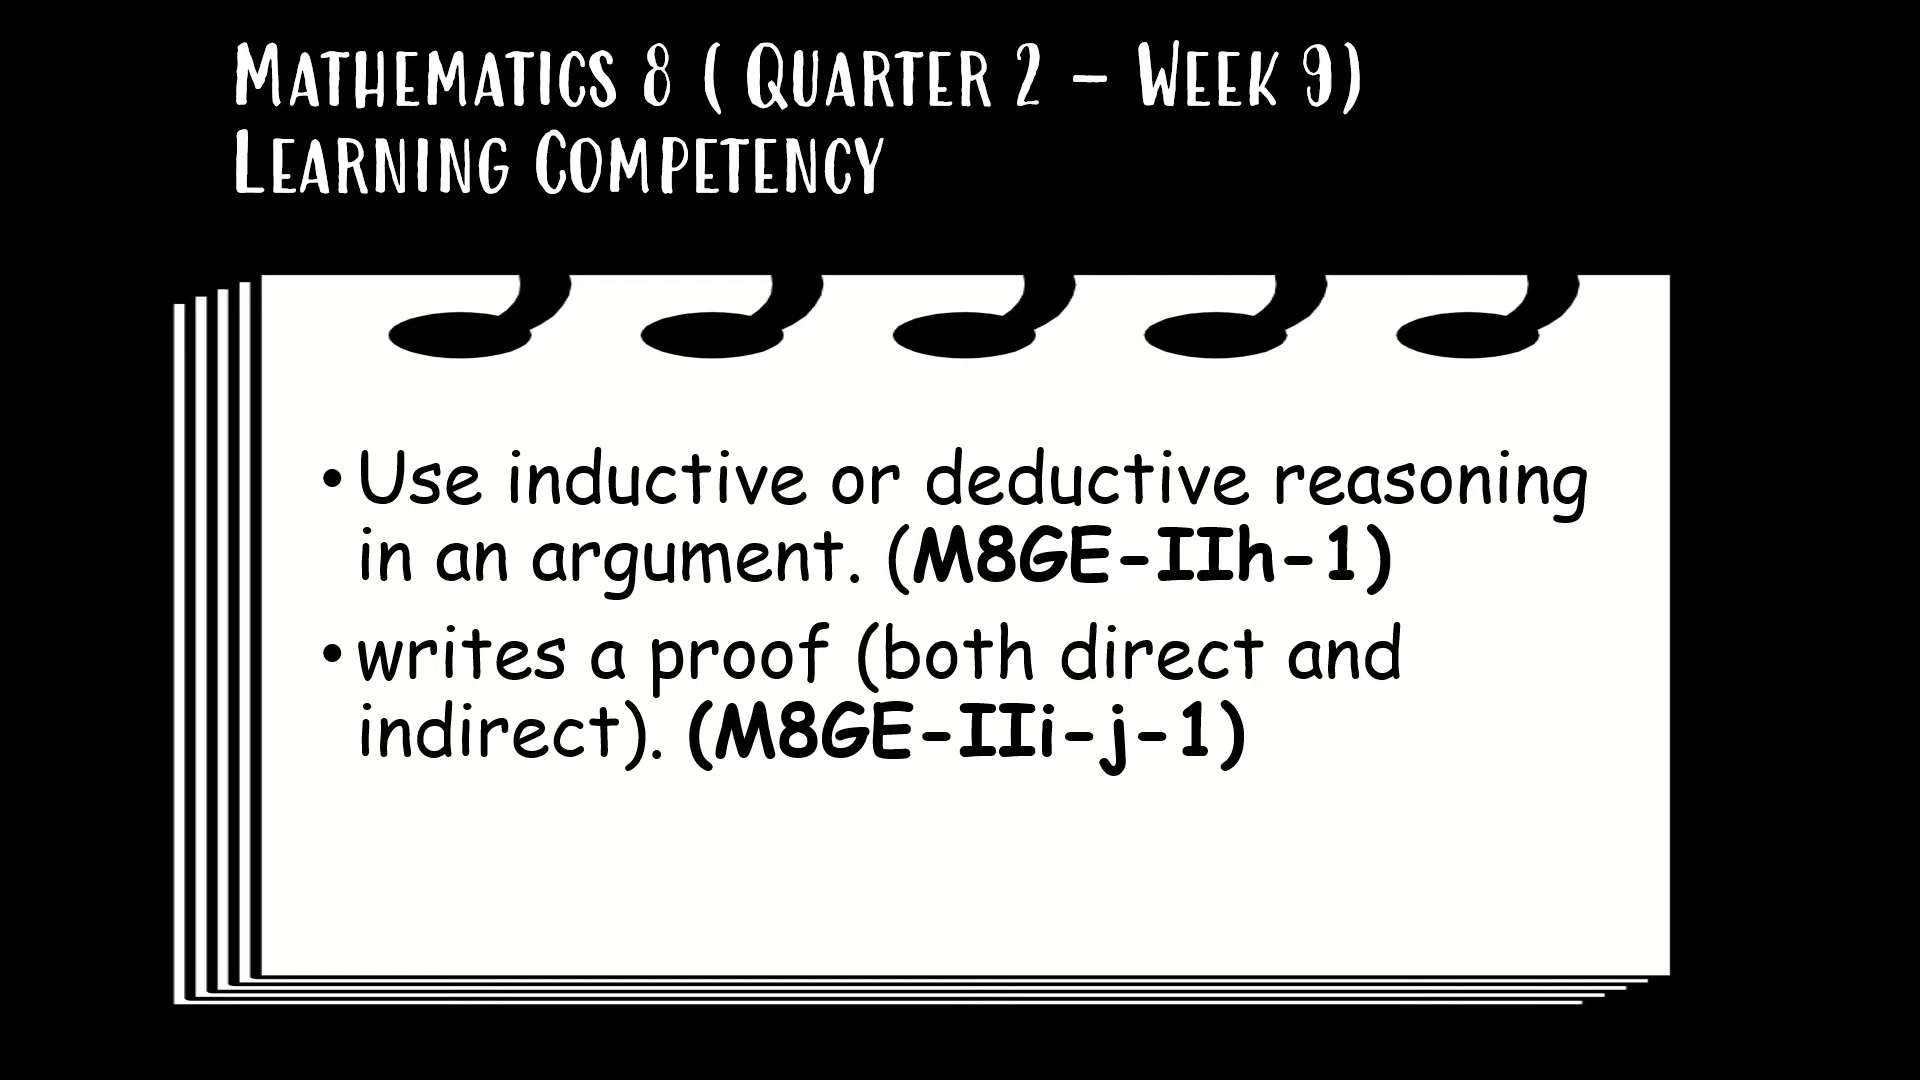 Mathematics 8 ( Quarter 2 – Week 9)
Learning Competency
• Use inductive or deductive reasoning
in an argument. (M8GE-IIh-1)
• writes a proof (both direct and
indirect). (M8GE-IIi-j-1)